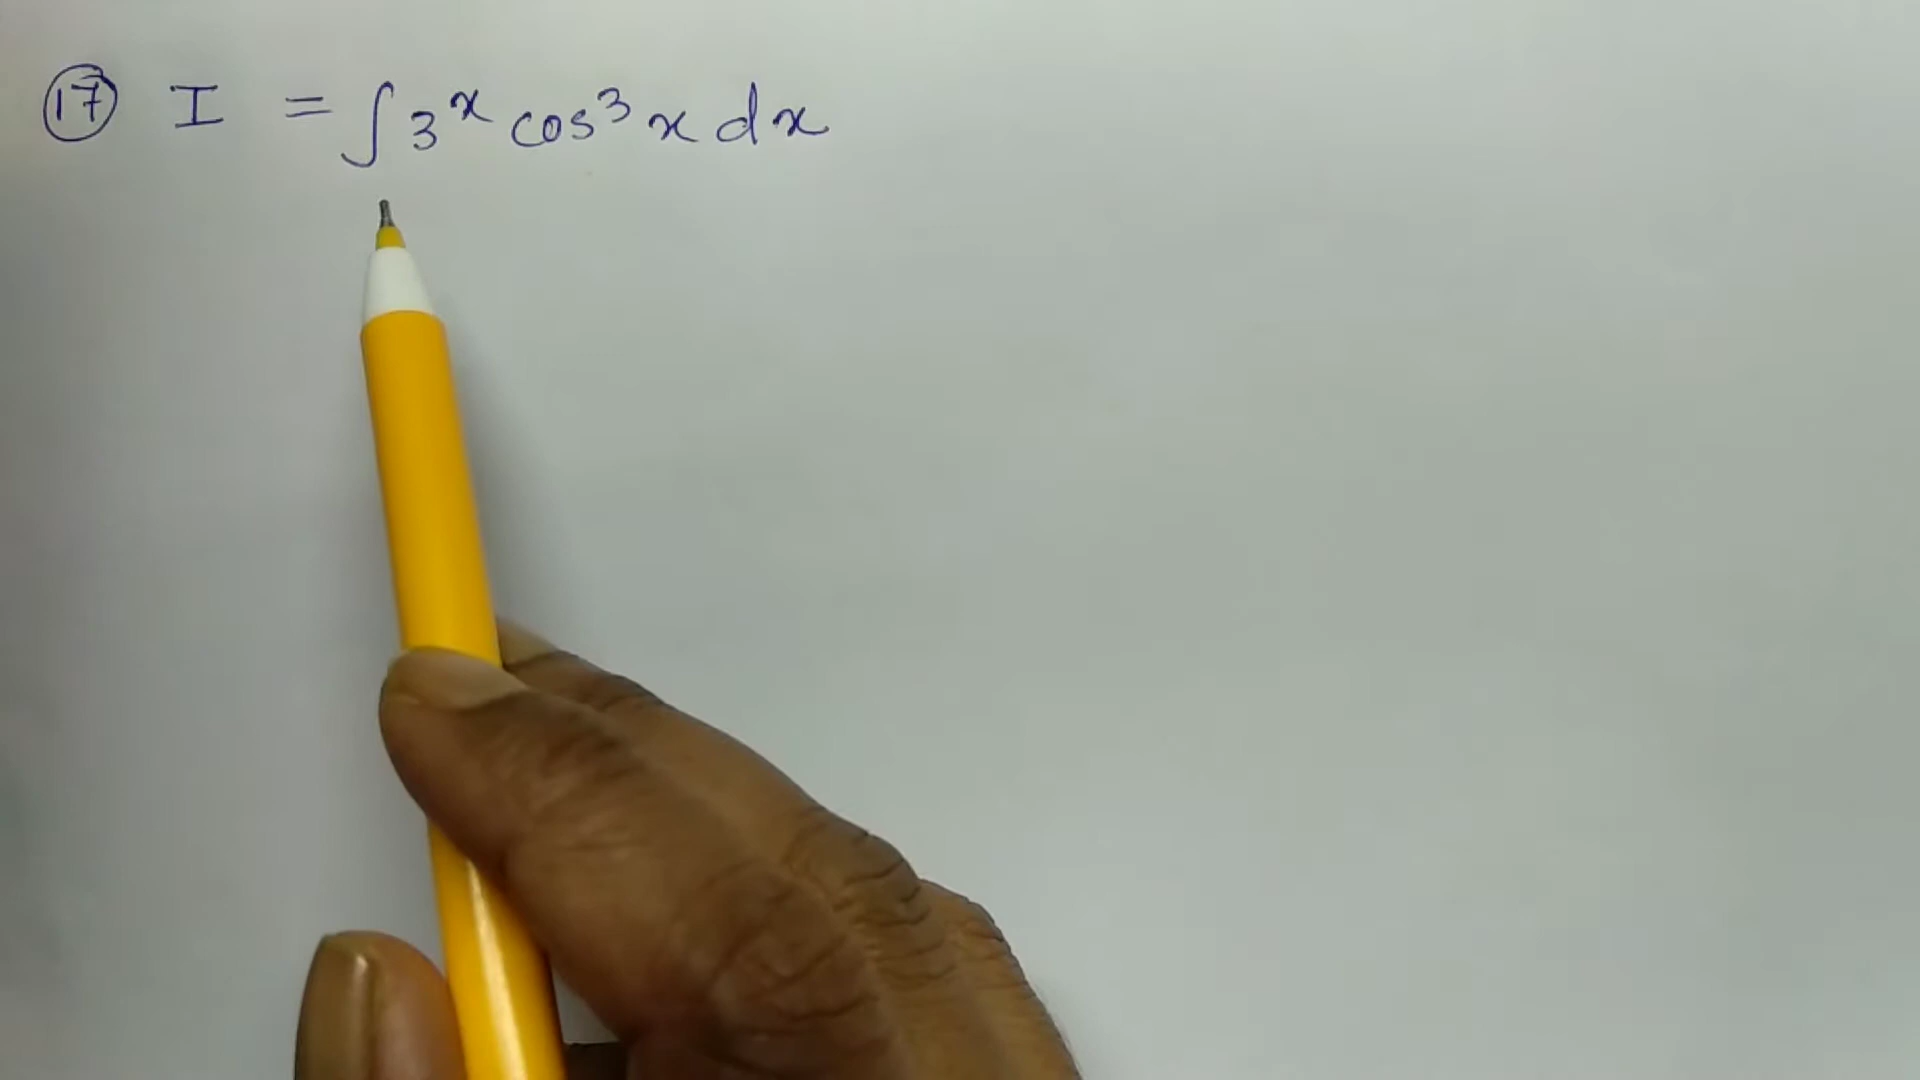 17 I = ∫ 3^x cos^3 x dx